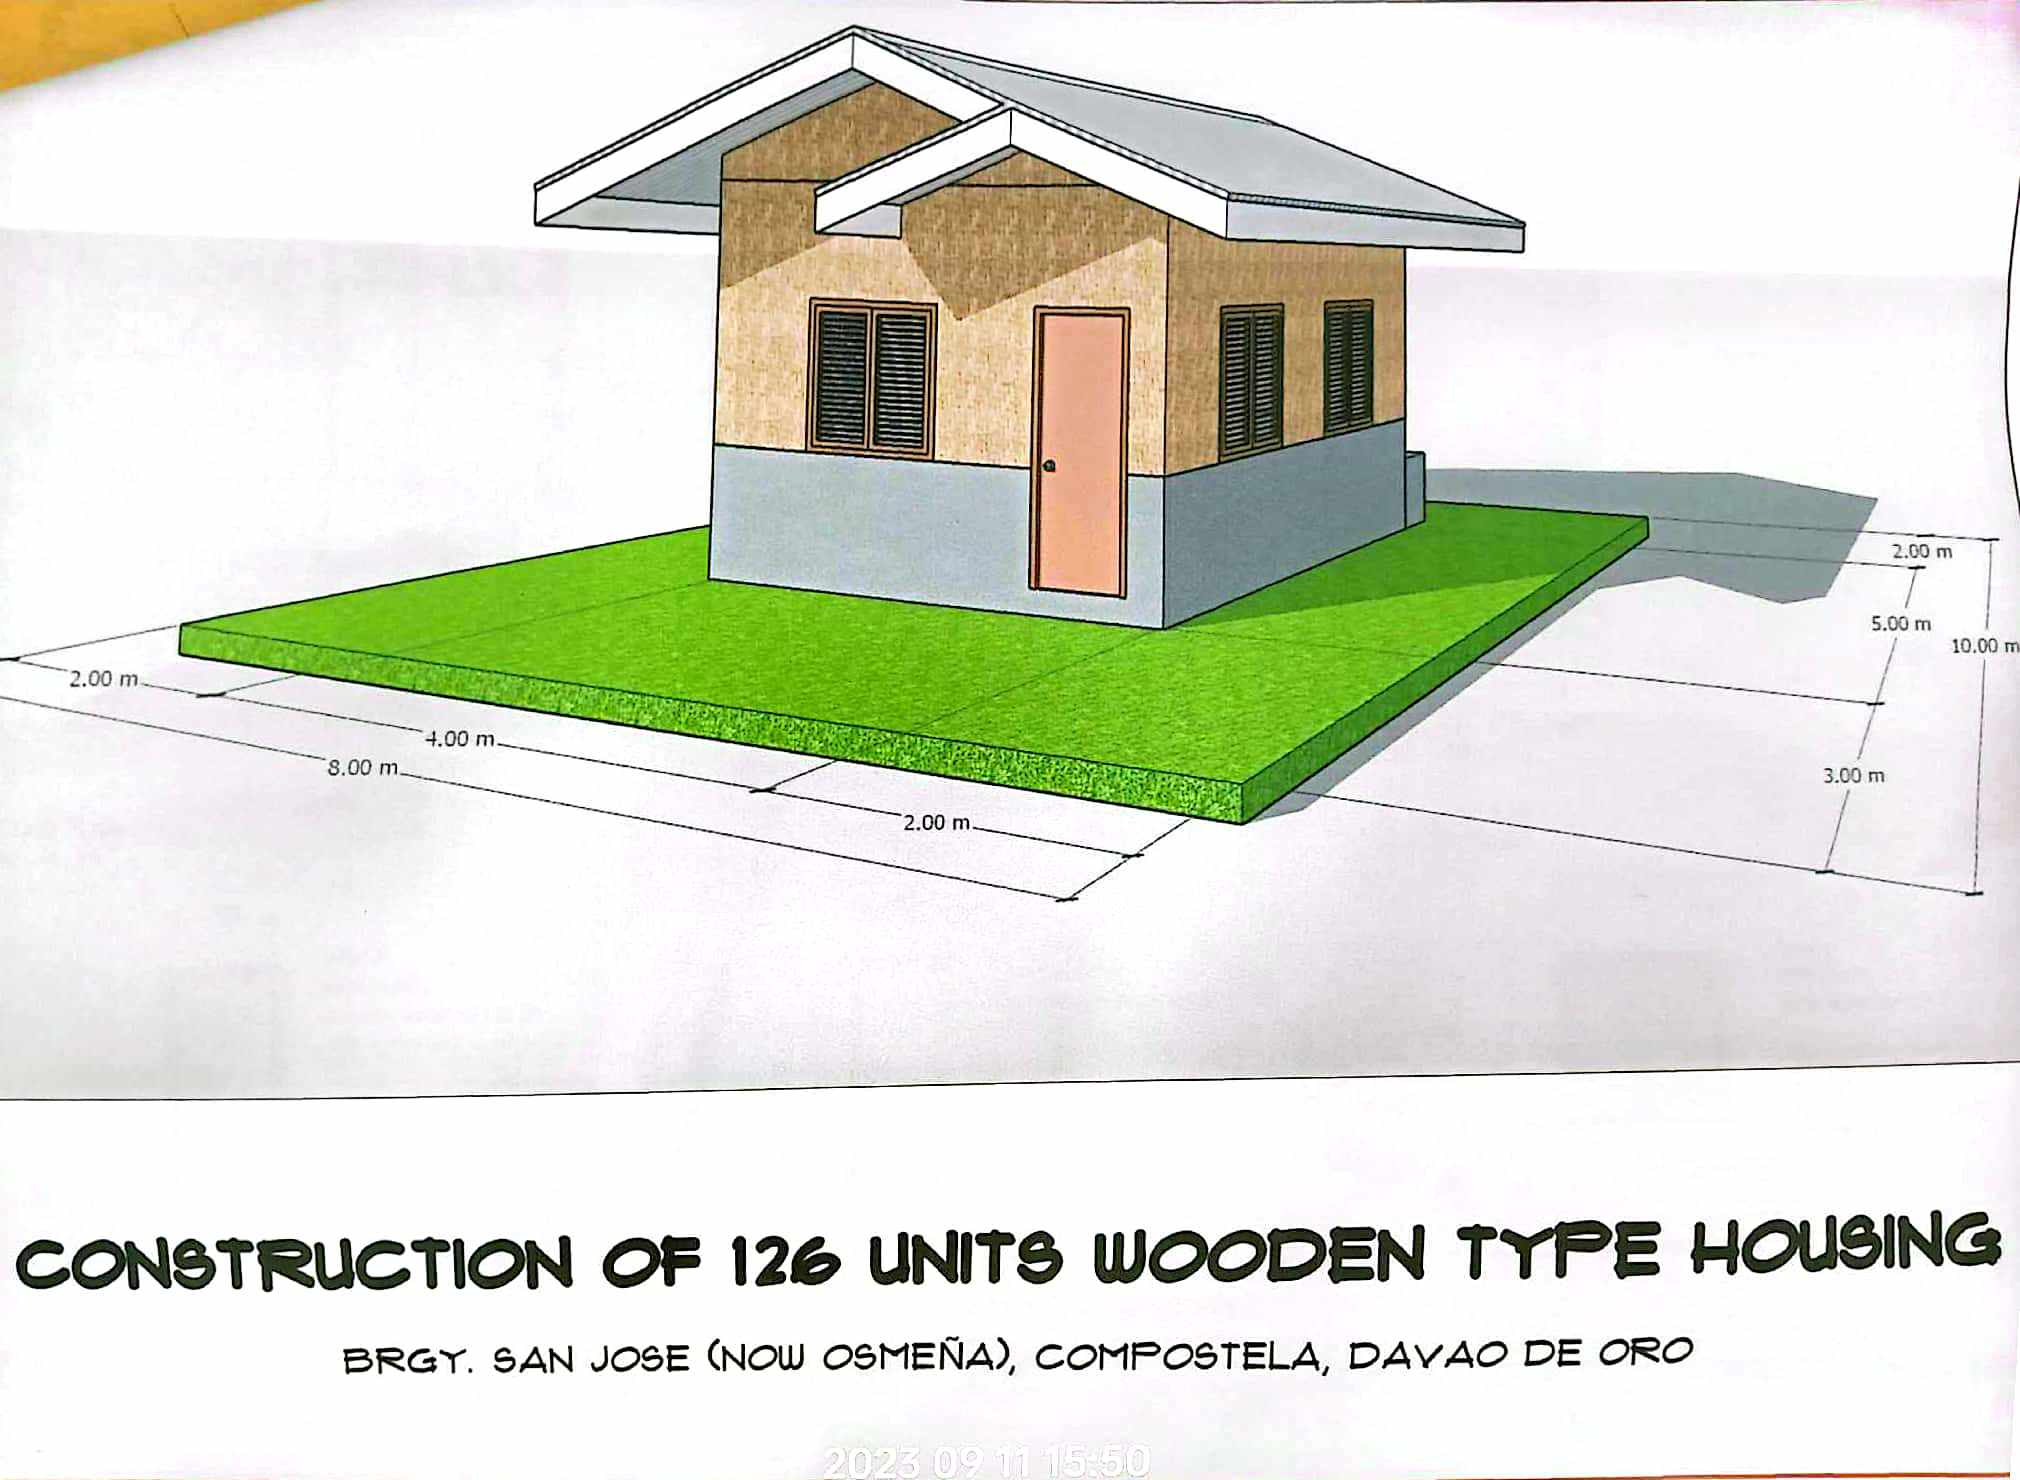 2.00 m
5.00 m
10.00 m
2.00 m
4.00 m
3.00 m
8.00 m
2.00 m
CONSTRUCTION OF 126 UNITS WOODEN TYPE HOUSING
BRGY. SAN JOSE (NOW OSMEÑA), COMPOSTELA, DAVAO DE ORO
2023 09 11 15:50